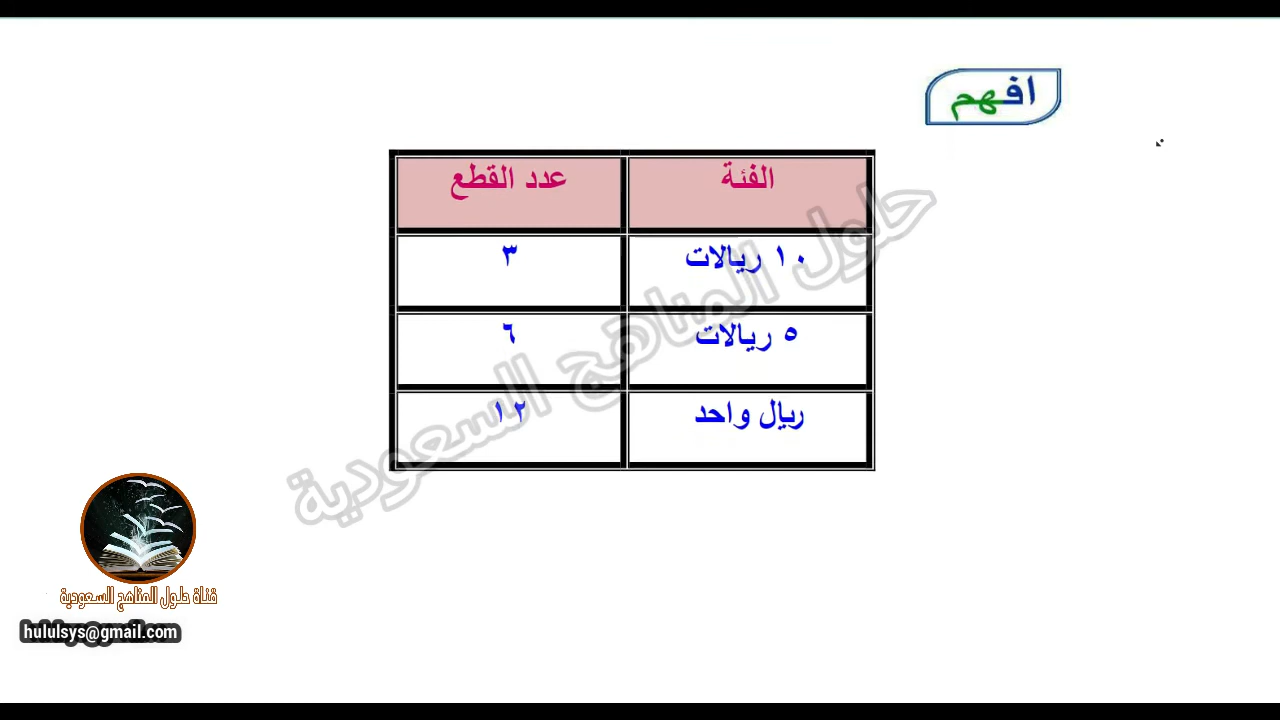 افهم
الفئة عدد القطع
١٠ ريالات ٣
٥ ريالات ٦
ريال واحد ١٢
حلول المناهج السعودية
قناة حلول المناهج السعودية
hululsys@gmail.com